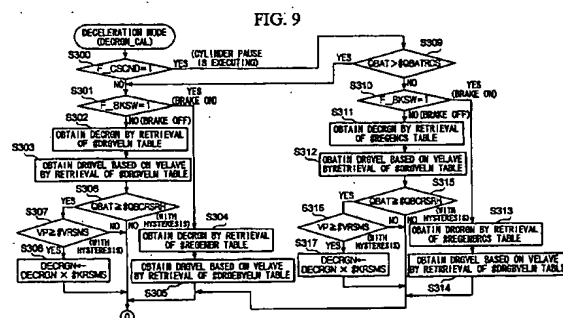 FIG. 9
DECELERATION MODE
(DECRGN_CAL)
S300
F_CSCND=1
YES
(CYLINDER PAUSE
IS EXECUTING)
NO
S309
QBAT>$QBATRCS
YES
NO
S301
F_BKSW=1
YES
(BRAKE ON)
NO(BRAKE OFF)
S302
OBTAIN DECRGN BY RETRIEVAL
OF $DRGVELN TABLE
S303
OBTAIN DRGVEL BASED ON VELAVE
BY RETRIEVAL OF $DRGVELN TABLE
S306
QBAT≥$QBCRSRH
(WITH
HYSTERESIS)
YES
NO
S307
VP≥$VRSMS
(WITH
HYSTERESIS)
NO
YES
S308
DECRGN←
DECRGN × $KRSMS
S304
OBTAIN DECRGN BY RETRIEVAL
OF $REGENBR TABLE
OBTAIN DRGVEL BASED ON VELAVE
BY RETRIEVAL OF $DRGBVELN TABLE
S305
S310
F_BKSW=1
YES
(BRAKE ON)
NO(BRAKE OFF)
S311
OBTAIN DECRGN BY RETRIEVAL
OF $REGENCS TABLE
S312
OBTAIN DRGVEL BASED ON VELAVE
BY RETRIEVAL OF $DRGVELN TABLE
S315
QBAT≥$QBCRSRH
(WITH
HYSTERESIS)
YES
NO
S316
VP≥$VRSMS
(WITH
HYSTERESIS)
NO
YES
S317
DECRGN←
DECRGN × $KRSMS
S313
OBTAIN DECRGN BY RETRIEVAL
OF $REGENBRCS TABLE
OBTAIN DRGVEL BASED ON VELAVE
BY RETRIEVAL OF $DRGBVELN TABLE
S314